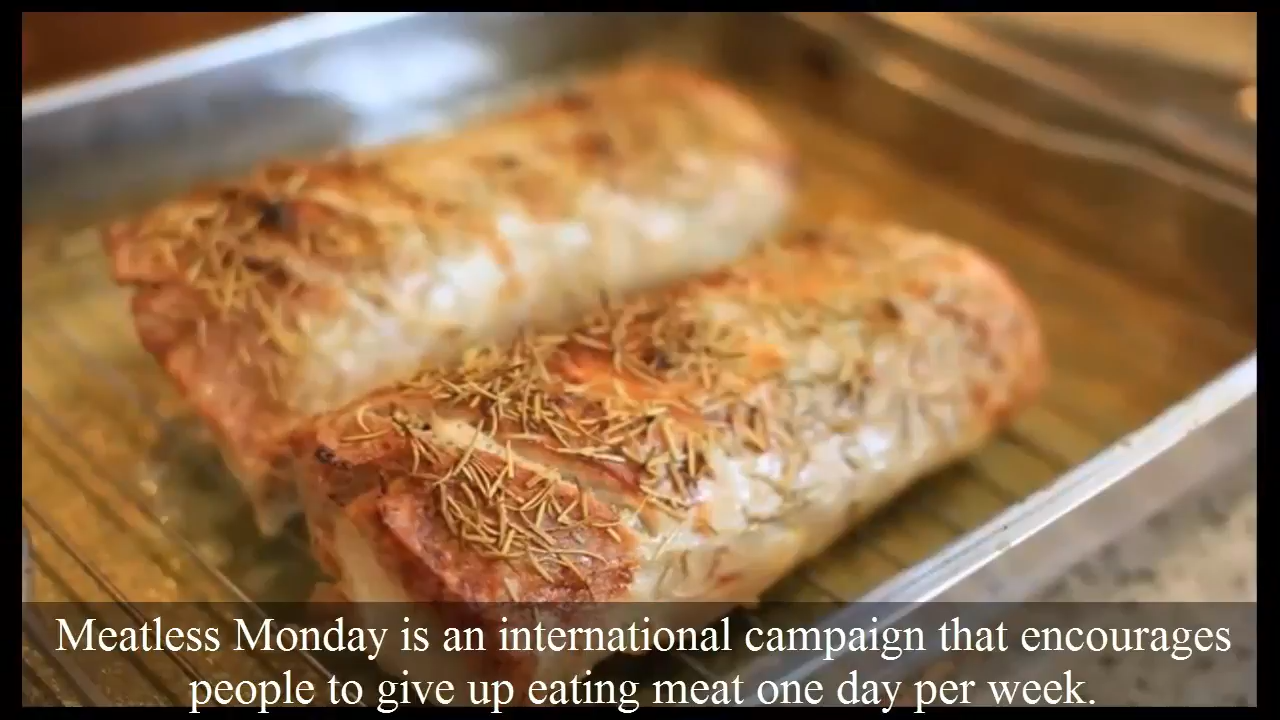 Meatless Monday is an international campaign that encourages
people to give up eating meat one day per week.